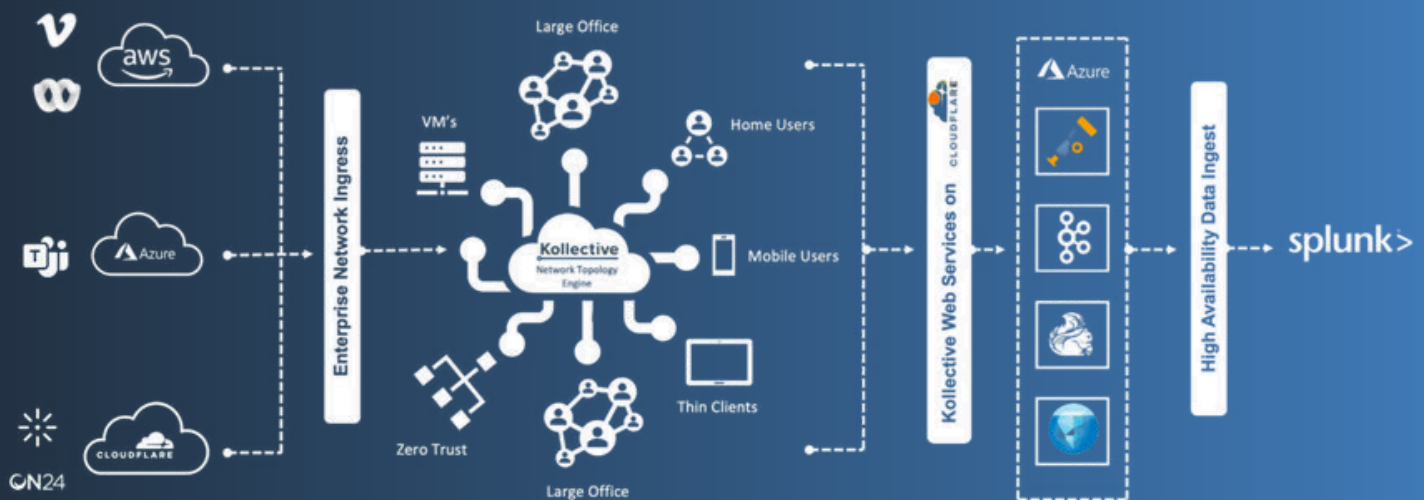 aws
Azure
CLOUDFLARE
ON24
Enterprise Network Ingress
Large Office
VM's
Home Users
Kollective
Network Topology
Engine
Mobile Users
Thin Clients
Zero Trust
Large Office
Kollective Web Services on
CLOUDFLARE
Azure
High Availability Data Ingest
splunk>